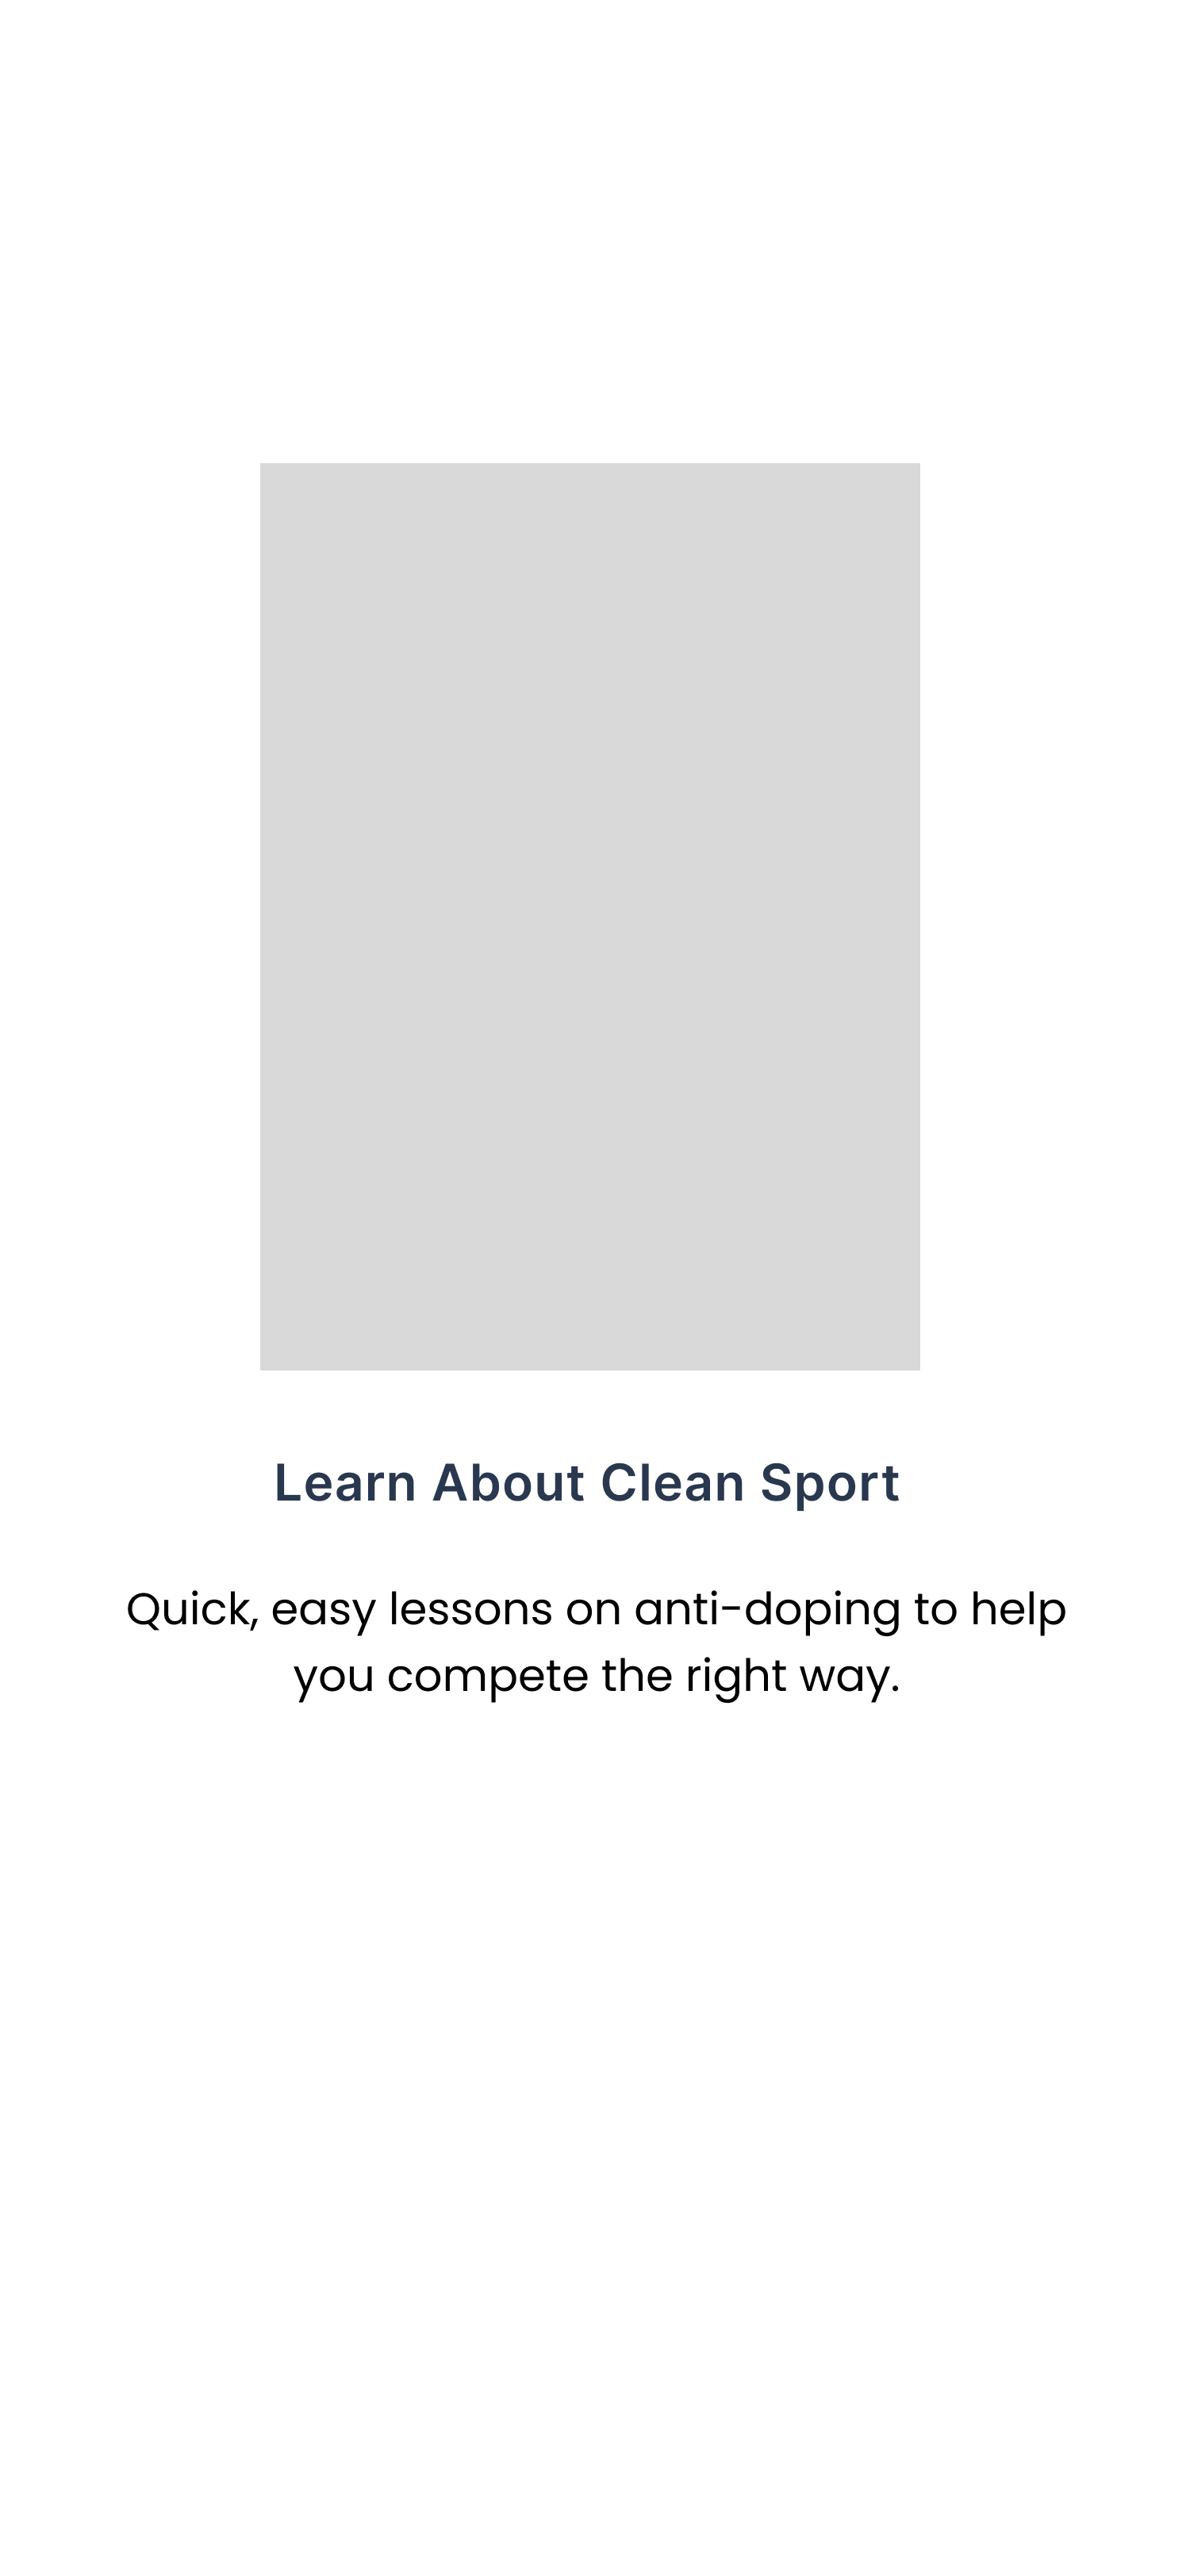 Learn About Clean Sport
Quick, easy lessons on anti-doping to help
you compete the right way.